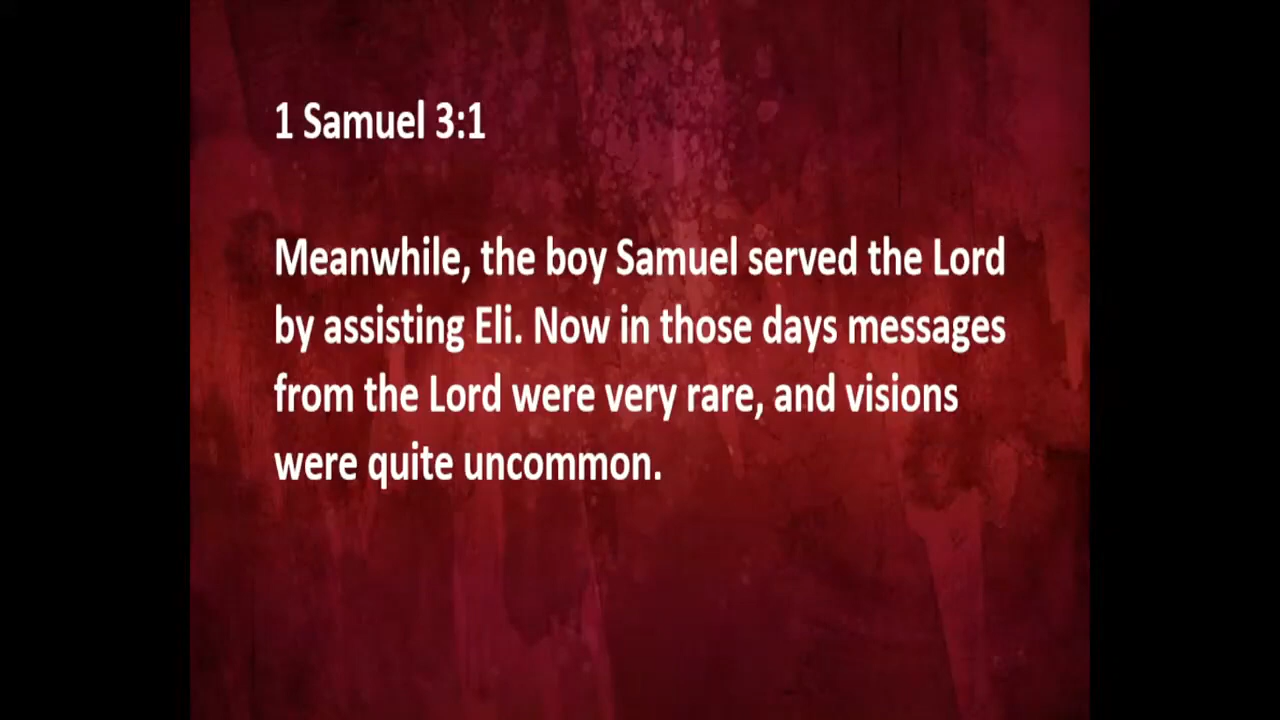 1 Samuel 3:1
Meanwhile, the boy Samuel served the Lord
by assisting Eli. Now in those days messages
from the Lord were very rare, and visions
were quite uncommon.